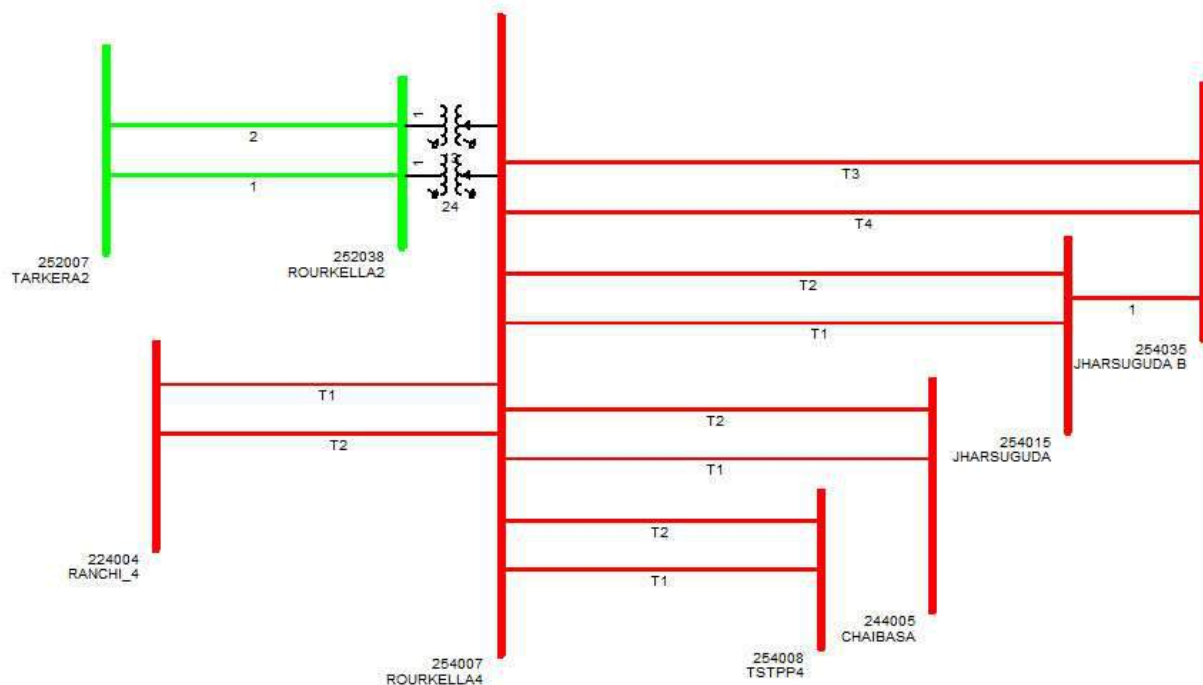 1
2
1
3
1
24
252007
TARKERA2
252038
ROURKELLA2
T3
T4
T2
T1
1
254035
JHARSUGUDA B
T1
T2
T2
T1
254015
JHARSUGUDA
T2
T1
224004
RANCHI_4
244005
CHAIBASA
254008
TSTPP4
254007
ROURKELLA4